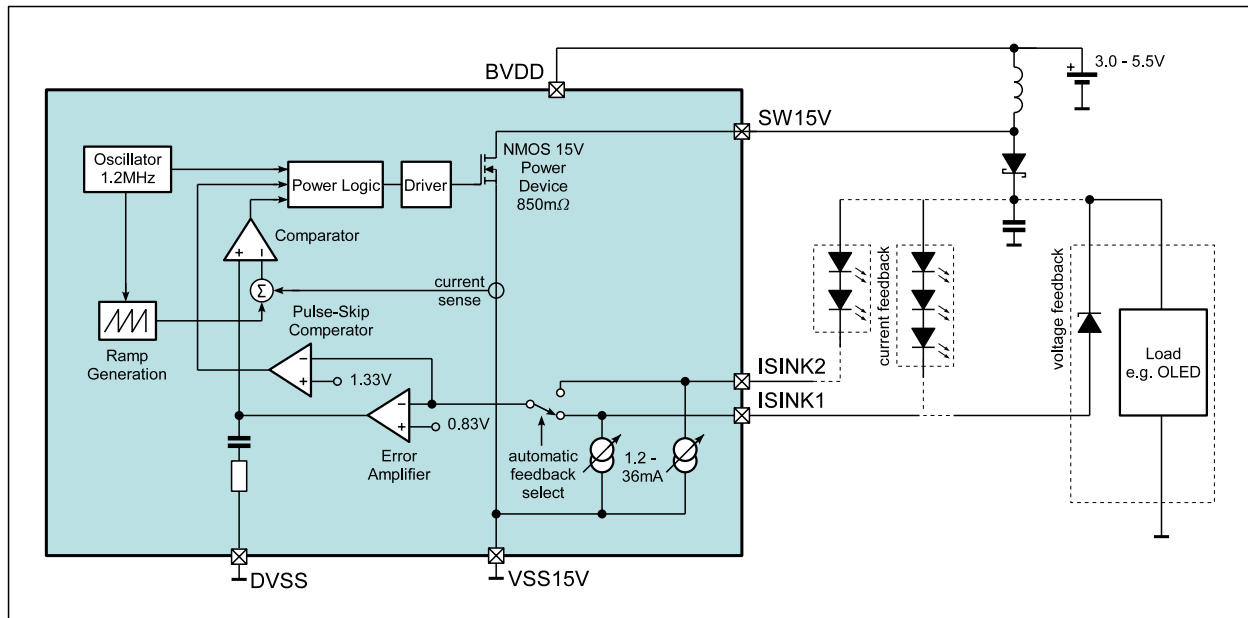 BVDD
+
3.0 - 5.5V
SW15V
Oscillator
1.2MHz
Power Logic
Driver
NMOS 15V
Power
Device
850mΩ
Comparator
+
–
Σ
current
sense
Pulse-Skip
Comperator
Ramp
Generation
–
+
1.33V
–
+
0.83V
Error
Amplifier
automatic
feedback
select
1.2 -
36mA
ISINK2
ISINK1
current feedback
voltage feedback
Load
e.g. OLED
DVSS
VSS15V